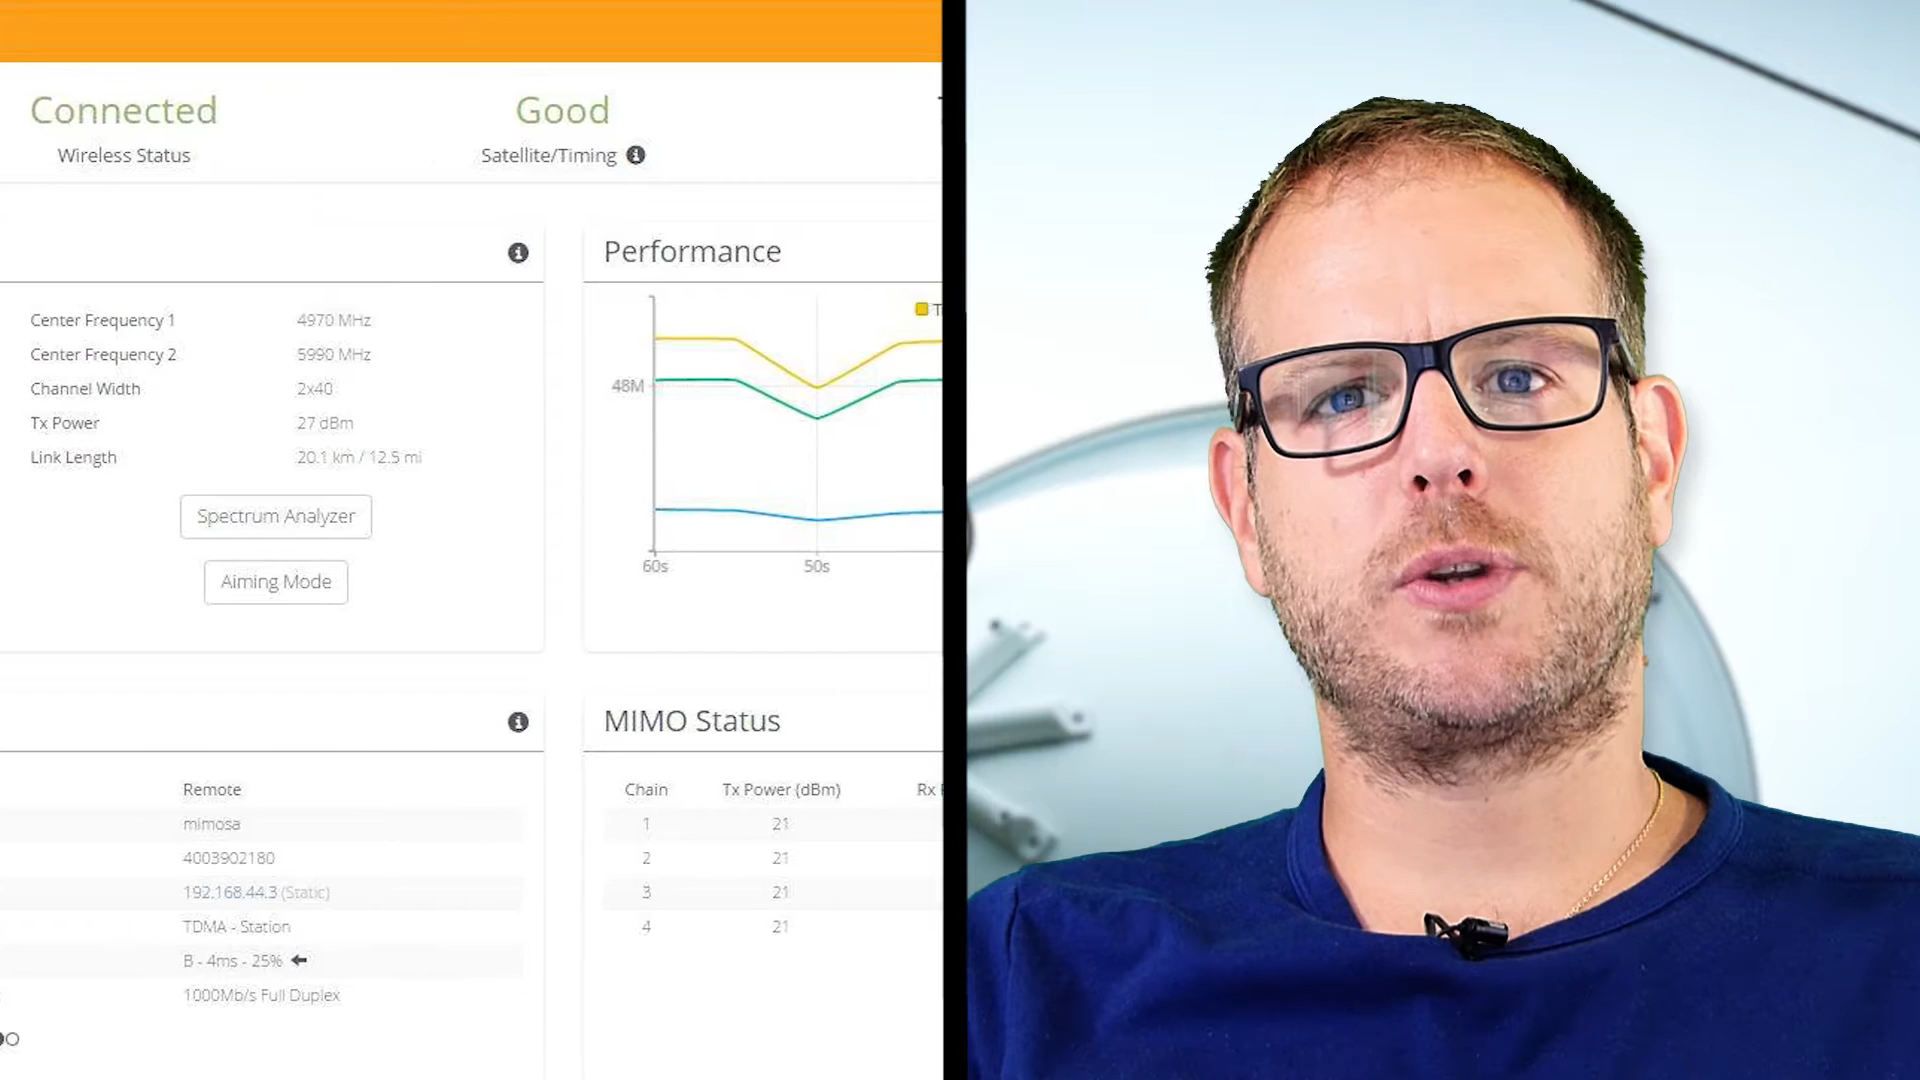 Connected
Wireless Status
Good
Satellite/Timing
Center Frequency 1 4970 MHz
Center Frequency 2 5990 MHz
Channel Width 2x40
Tx Power 27 dBm
Link Length 20.1 km / 12.5 mi
Spectrum Analyzer
Aiming Mode
Performance
T
48M
60s 50s
Remote
mimosa
4003902180
192.168.44.3 (Static)
TDMA - Station
B - 4ms - 25%
1000Mb/s Full Duplex
MIMO Status
Chain Tx Power (dBm) Rx
1 21
2 21
3 21
4 21